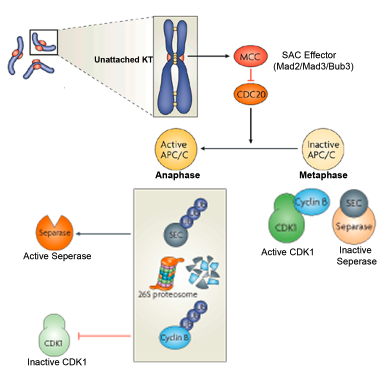 Unattached KT
MCC
SAC Effector
(Mad2/Mad3/Bub3)
CDC20
Active
APC/C
Anaphase
Inactive
APC/C
Metaphase
Cyclin B
CDK1
Active CDK1
SEC
Separase
Inactive
Seperase
Separase
Active Seperase
SEC
26S proteosome
Cyclin B
CDK1
Inactive CDK1